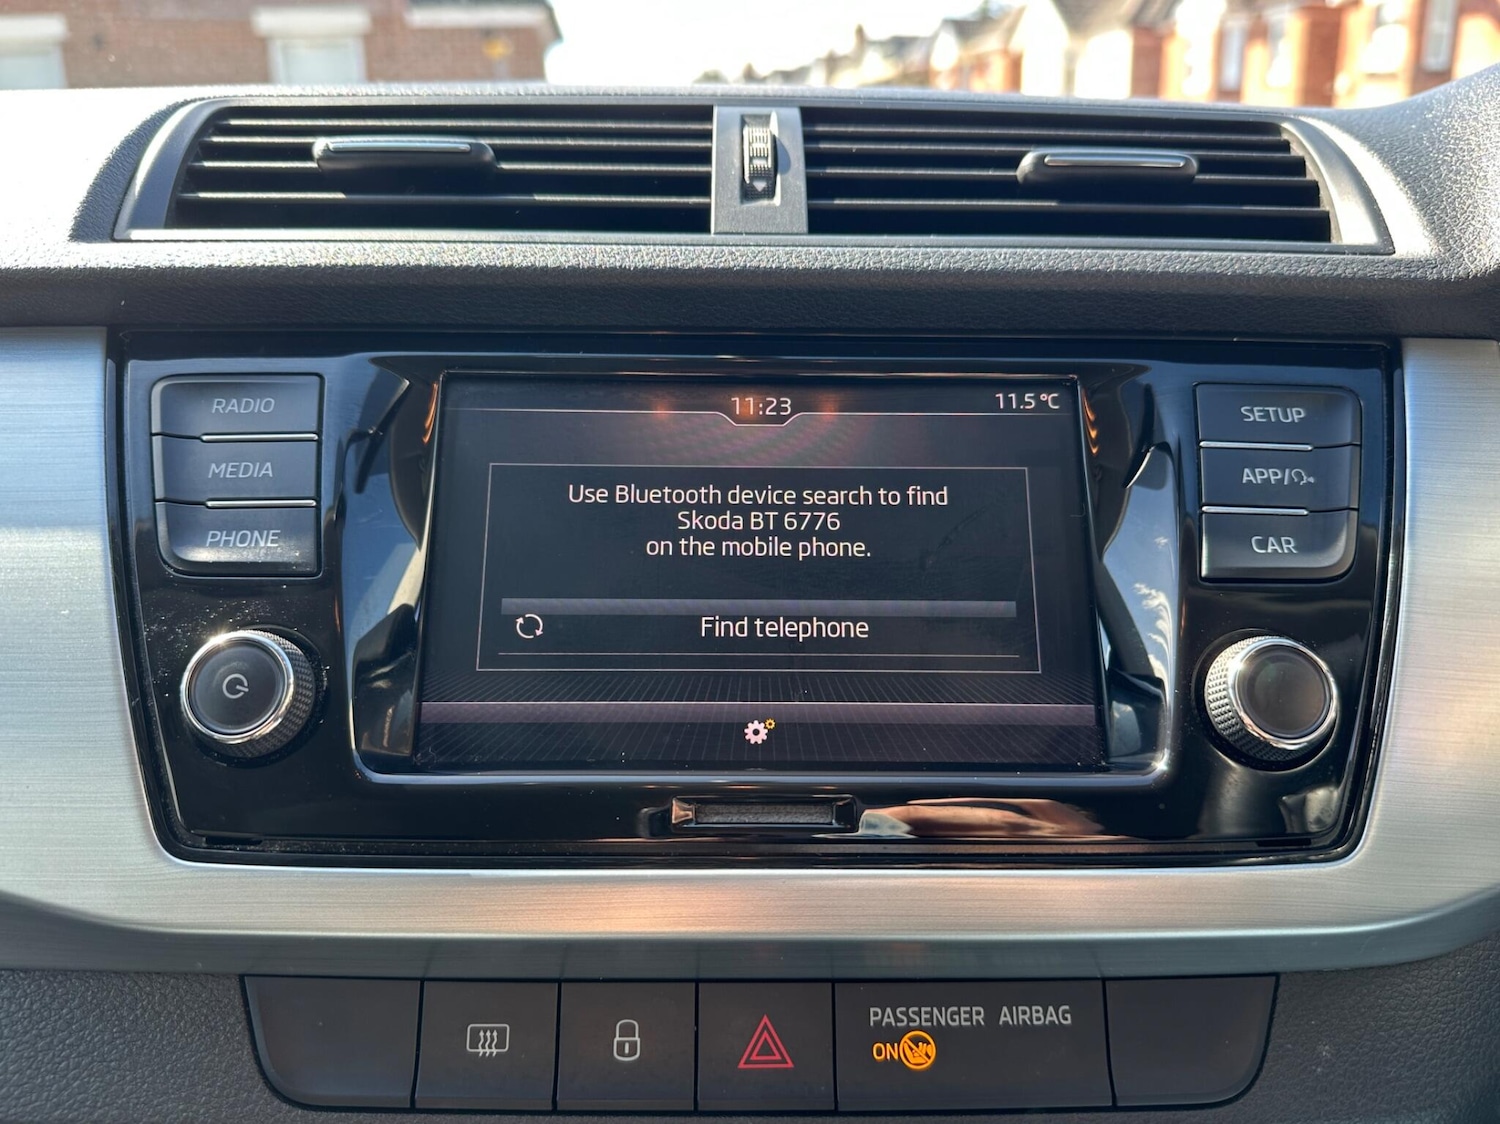 RADIO
MEDIA
PHONE
11:23
11.5 °C
Use Bluetooth device search to find
Skoda BT 6776
on the mobile phone.
Find telephone
SETUP
APP/
CAR
PASSENGER AIRBAG
ON